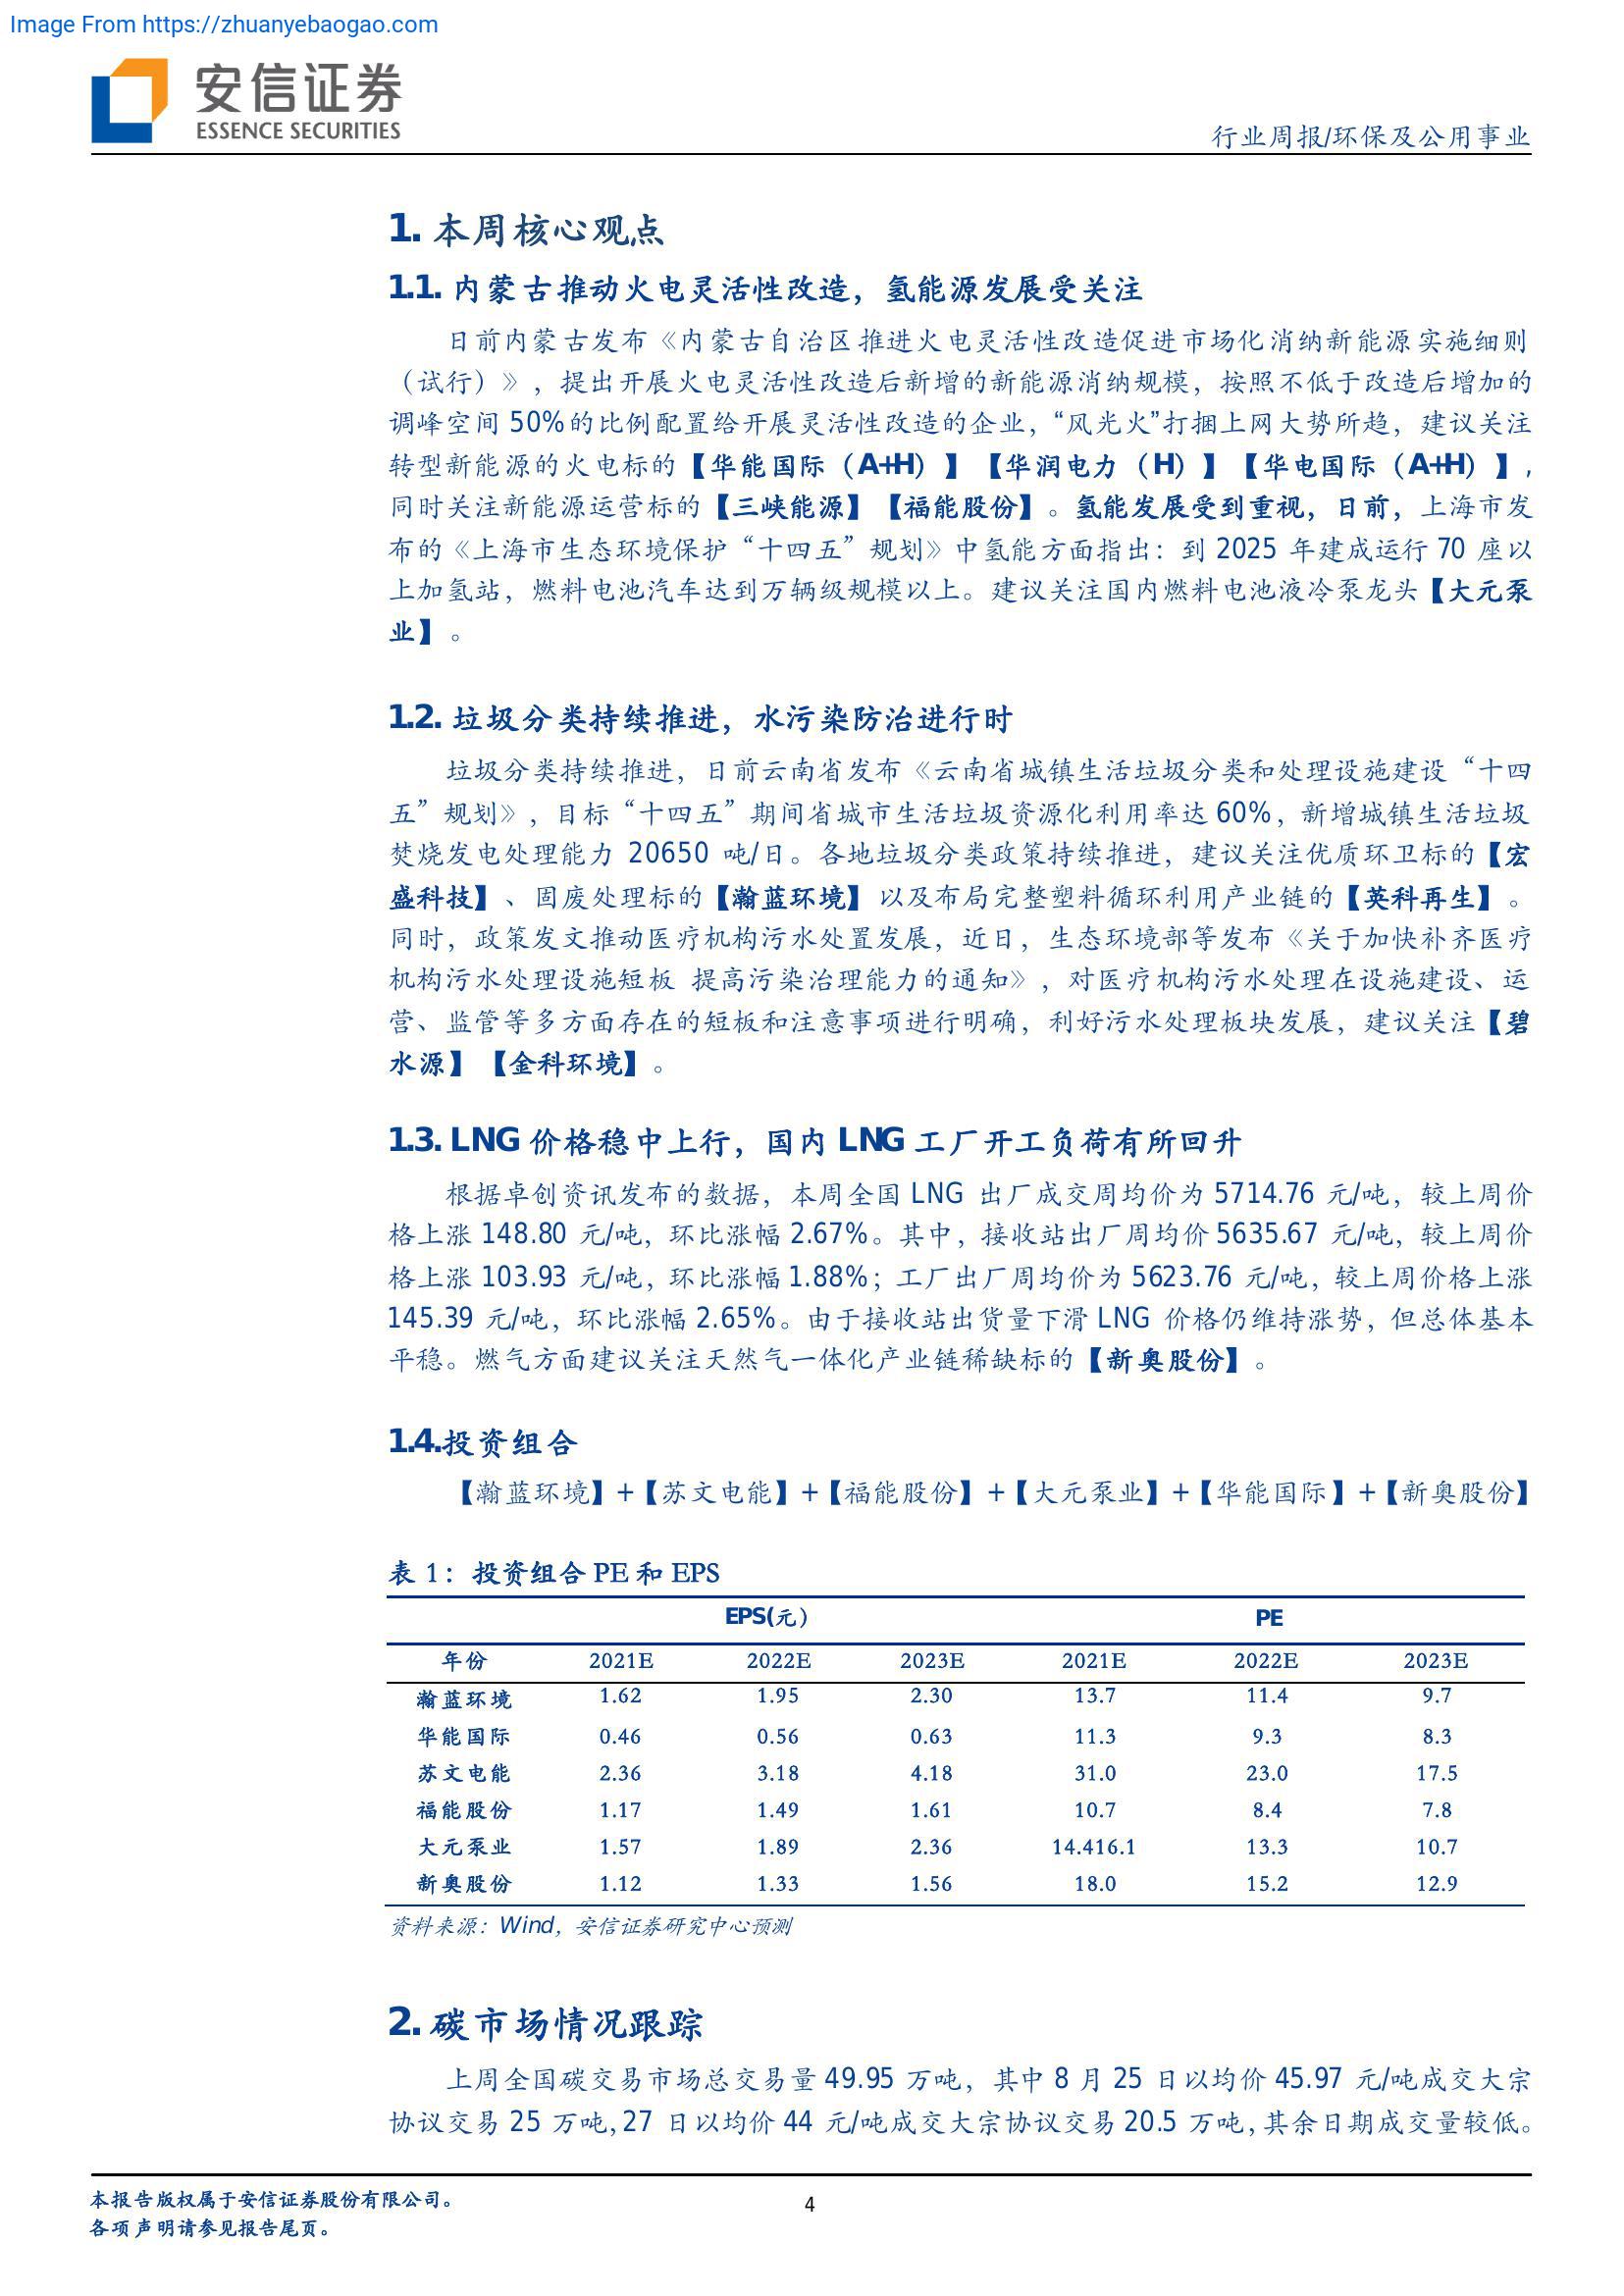 Image From https://zhuanyebaogao.com
安信证券
ESSENCE SECURITIES
行业周报/环保及公用事业
1. 本周核心观点
1.1. 内蒙古推动火电灵活性改造，氢能源发展受关注
日前内蒙古发布《内蒙古自治区推进火电灵活性改造促进市场化消纳新能源实施细则
（试行）》，提出开展火电灵活性改造后新增的新能源消纳规模，按照不低于改造后增加的
调峰空间 50%的比例配置给开展灵活性改造的企业，“风光火”打捆上网大势所趋，建议关注
转型新能源的火电标的【华能国际（A+H）】【华润电力（H）】【华电国际（A+H）】,
同时关注新能源运营标的【三峡能源】【福能股份】。氢能发展受到重视，日前，上海市发
布的《上海市生态环境保护“十四五”规划》中氢能方面指出：到 2025 年建成运行 70 座以
上加氢站，燃料电池汽车达到万辆级规模以上。建议关注国内燃料电池液冷泵龙头【大元泵
业】。
1.2. 垃圾分类持续推进，水污染防治进行时
垃圾分类持续推进，日前云南省发布《云南省城镇生活垃圾分类和处理设施建设“十四
五”规划》，目标“十四五”期间省城市生活垃圾资源化利用率达 60%，新增城镇生活垃圾
焚烧发电处理能力 20650 吨/日。各地垃圾分类政策持续推进，建议关注优质环卫标的【宏
盛科技】、固废处理标的【瀚蓝环境】以及布局完整塑料循环利用产业链的【英科再生】。
同时，政策发文推动医疗机构污水处置发展，近日，生态环境部等发布《关于加快补齐医疗
机构污水处理设施短板 提高污染治理能力的通知》，对医疗机构污水处理在设施建设、运
营、监管等多方面存在的短板和注意事项进行明确，利好污水处理板块发展，建议关注【碧
水源】【金科环境】。
1.3. LNG 价格稳中上行，国内 LNG 工厂开工负荷有所回升
根据卓创资讯发布的数据，本周全国 LNG 出厂成交周均价为 5714.76 元/吨，较上周价
格上涨 148.80 元/吨，环比涨幅 2.67%。其中，接收站出厂周均价 5635.67 元/吨，较上周价
格上涨 103.93 元/吨，环比涨幅 1.88%；工厂出厂周均价为 5623.76 元/吨，较上周价格上涨
145.39 元/吨，环比涨幅 2.65%。由于接收站出货量下滑 LNG 价格仍维持涨势，但总体基本
平稳。燃气方面建议关注天然气一体化产业链稀缺标的【新奥股份】。
1.4.投资组合
【瀚蓝环境】+【苏文电能】+【福能股份】+【大元泵业】+【华能国际】+【新奥股份】
表 1：投资组合 PE 和 EPS
EPS(元） PE
年份 2021E 2022E 2023E 2021E 2022E 2023E
瀚蓝环境 1.62 1.95 2.30 13.7 11.4 9.7
华能国际 0.46 0.56 0.63 11.3 9.3 8.3
苏文电能 2.36 3.18 4.18 31.0 23.0 17.5
福能股份 1.17 1.49 1.61 10.7 8.4 7.8
大元泵业 1.57 1.89 2.36 14.416.1 13.3 10.7
新奥股份 1.12 1.33 1.56 18.0 15.2 12.9
资料来源：Wind，安信证券研究中心预测
2. 碳市场情况跟踪
上周全国碳交易市场总交易量 49.95 万吨，其中 8 月 25 日以均价 45.97 元/吨成交大宗
协议交易 25 万吨,27 日以均价 44 元/吨成交大宗协议交易 20.5 万吨,其余日期成交量较低。
本报告版权属于安信证券股份有限公司。
各项声明请参见报告尾页。
4